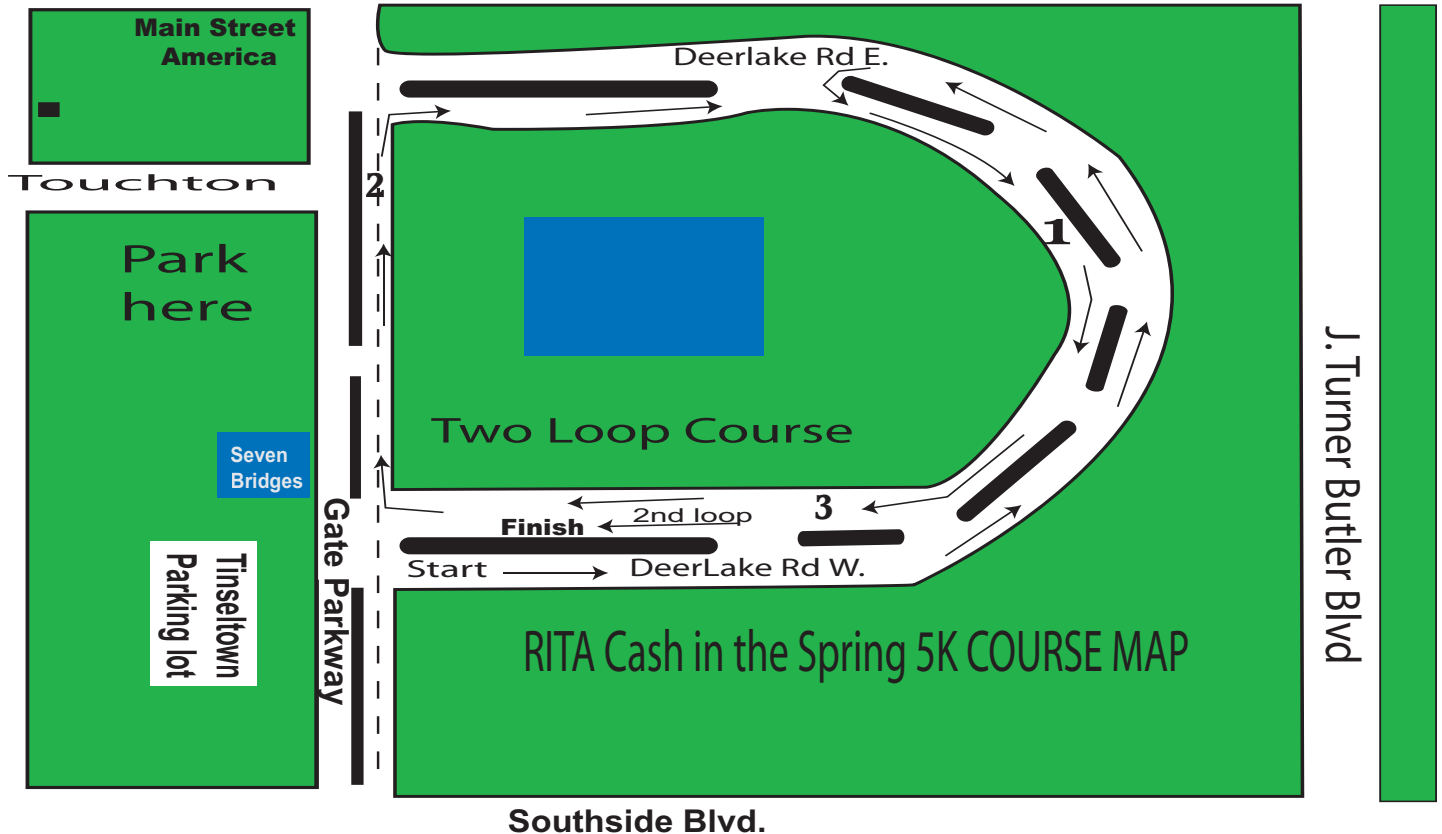 Main Street
America
Deerlake Rd E.
Touchton
2
1
Park
here
J. Turner Butler Blvd
Two Loop Course
Seven
Bridges
Gate Parkway
3
2nd loop
Finish
Tinseltown
Parking lot
Start
DeerLake Rd W.
RITA Cash in the Spring 5K COURSE MAP
Southside Blvd.